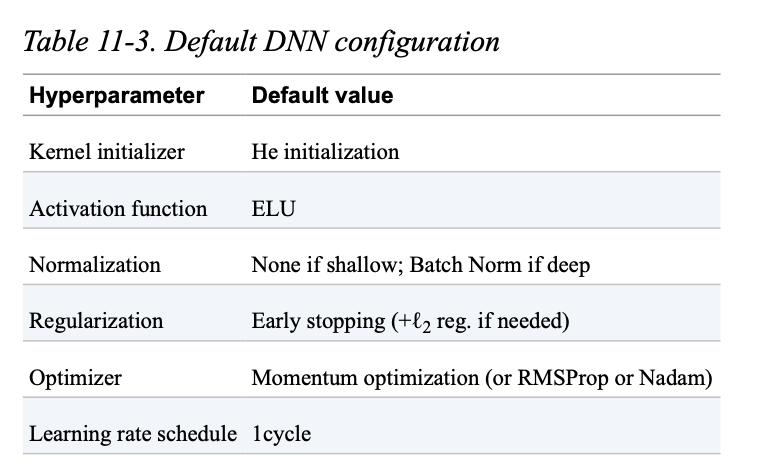 Table 11-3. Default DNN configuration
Hyperparameter Default value
Kernel initializer He initialization
Activation function ELU
Normalization None if shallow; Batch Norm if deep
Regularization Early stopping (+ℓ₂ reg. if needed)
Optimizer Momentum optimization (or RMSProp or Nadam)
Learning rate schedule 1cycle